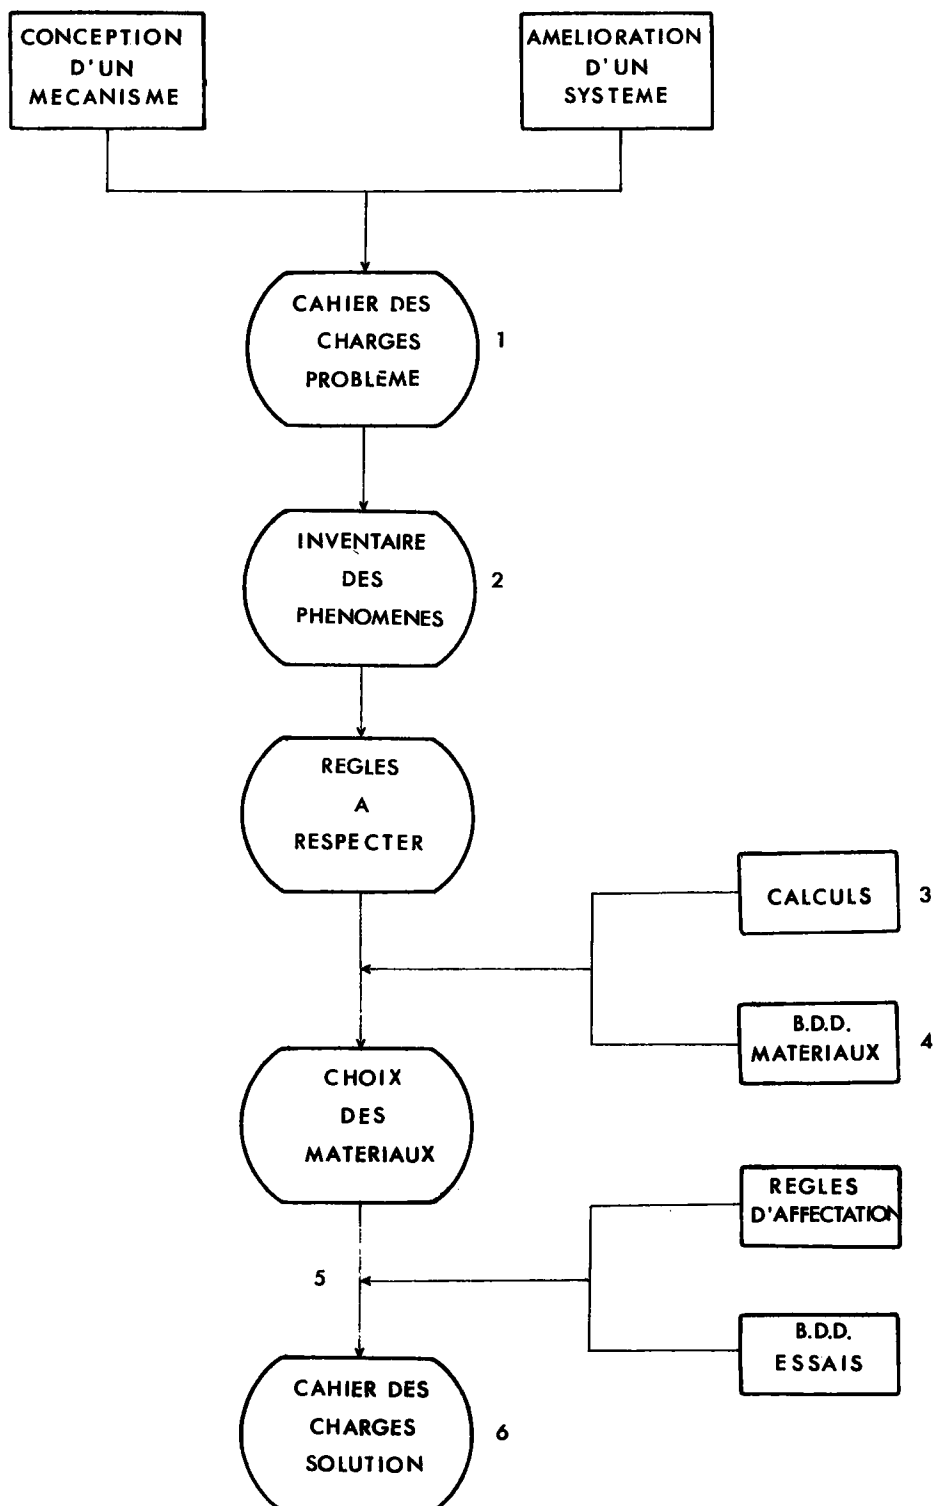 CONCEPTION
D'UN
MECANISME
AMELIORATION
D'UN
SYSTEME
CAHIER DES
CHARGES
PROBLÈME
1
INVENTAIRE
DES
PHENOMENES
2
REGLES
A
RESPECTER
CALCULS
3
B.D.D.
MATERIAUX
4
CHOIX
DES
MATERIAUX
REGLES
D'AFFECTATION
5
B.D.D.
ESSAIS
CAHIER DES
CHARGES
SOLUTION
6